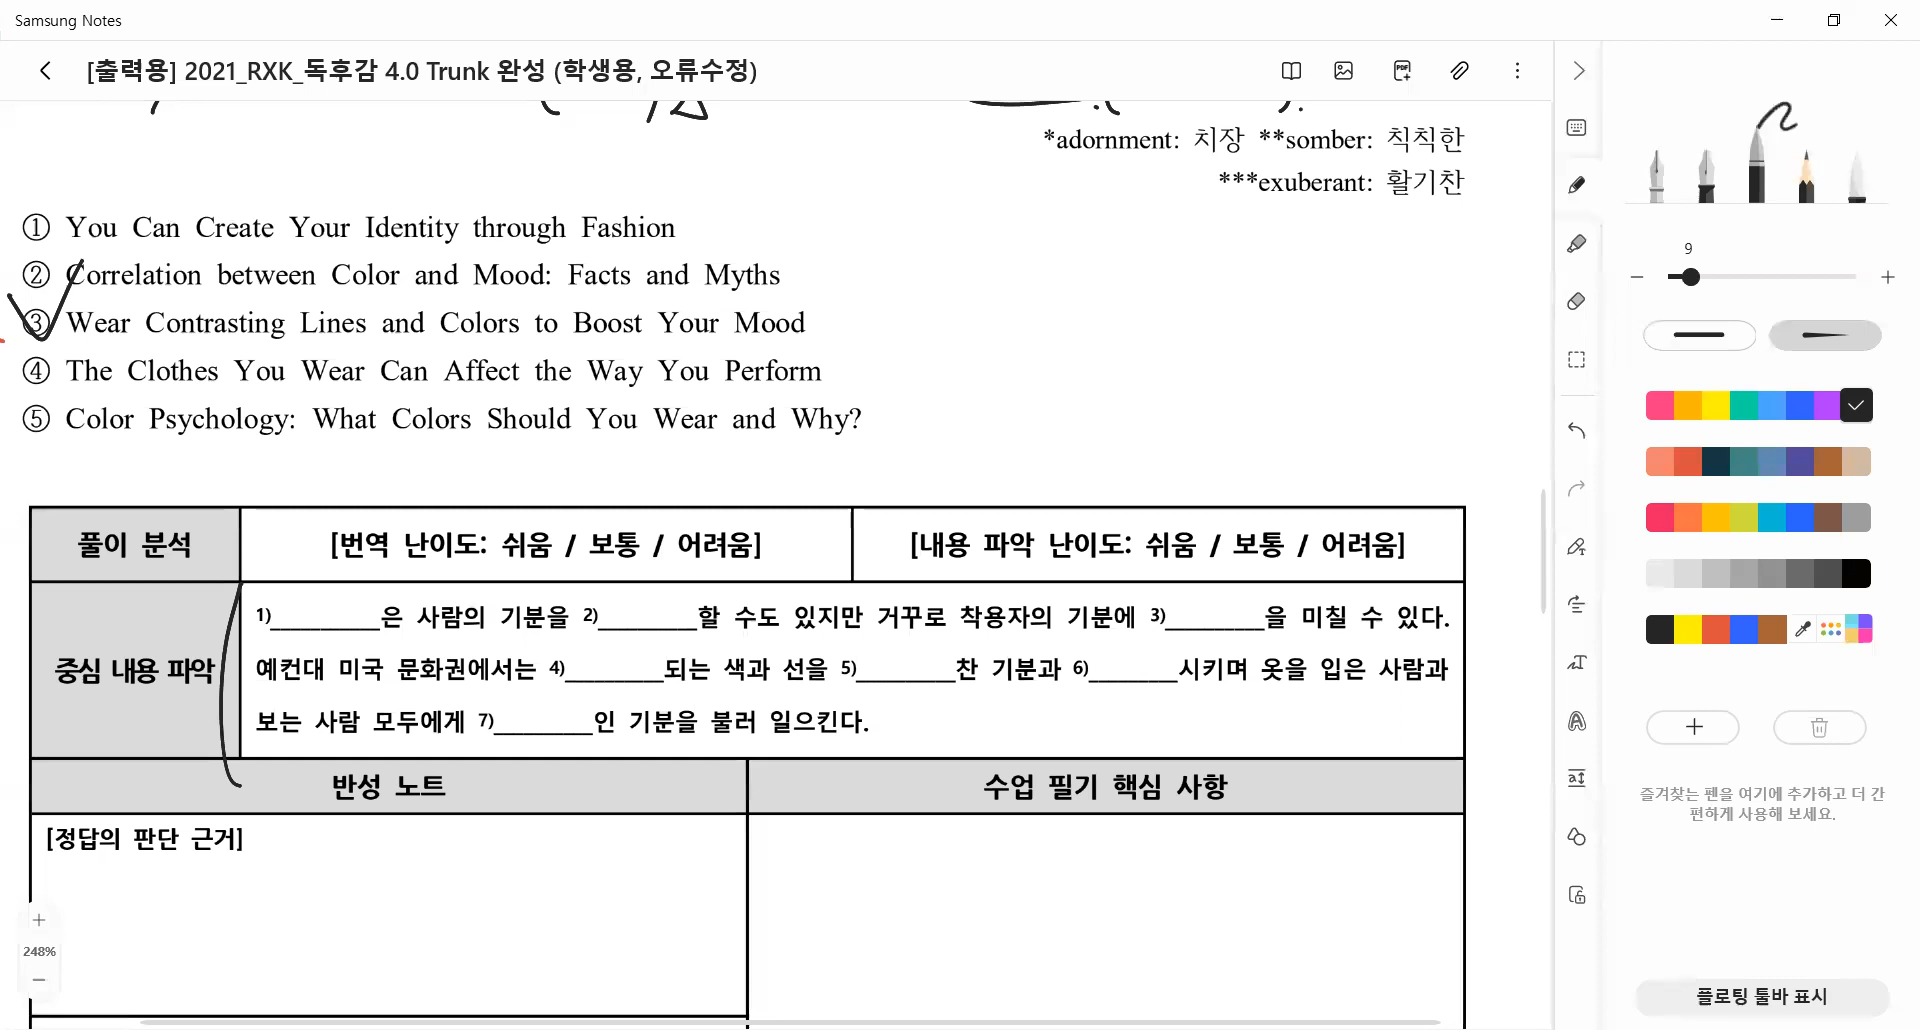 Samsung Notes
[출력용] 2021_RXK_독후감 4.0 Trunk 완성 (학생용, 오류수정)
PDF
*adornment: 치장 **somber: 칙칙한
***exuberant: 활기찬
① You Can Create Your Identity through Fashion
② Correlation between Color and Mood: Facts and Myths
③ Wear Contrasting Lines and Colors to Boost Your Mood
④ The Clothes You Wear Can Affect the Way You Perform
⑤ Color Psychology: What Colors Should You Wear and Why?
풀이 분석 [번역 난이도: 쉬움 / 보통 / 어려움] [내용 파악 난이도: 쉬움 / 보통 / 어려움]
중심 내용 파악
1)__________은 사람의 기분을 2)_________할 수도 있지만 거꾸로 착용자의 기분에 3)_________을 미칠 수 있다.
예컨대 미국 문화권에서는 4)_________되는 색과 선을 5)_________찬 기분과 6)________시키며 옷을 입은 사람과
보는 사람 모두에게 7)_________인 기분을 불러 일으킨다.
반성 노트 수업 필기 핵심 사항
[정답의 판단 근거]
248%
9
즐겨찾는 펜을 여기에 추가하고 더 간
편하게 사용해 보세요.
플로팅 툴바 표시